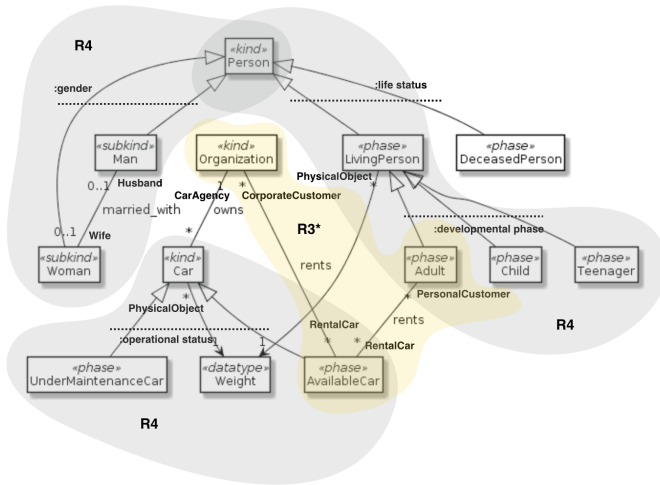 R4
«kind»
Person
:gender
:life status
«subkind»
Man
«kind»
Organization
«phase»
LivingPerson
«phase»
DeceasedPerson
0..1 Husband
CarAgency
1
* CorporateCustomer
PhysicalObject
*
married_with
owns
:developmental phase
R3*
0..1 Wife
*
«subkind»
Woman
«kind»
Car
rents
«phase»
Adult
«phase»
Child
«phase»
Teenager
PhysicalObject
*
* PersonalCustomer
rents
RentalCar
R4
:operational status
1
1
*
* RentalCar
«phase»
UnderMaintenanceCar
«datatype»
Weight
«phase»
AvailableCar
R4